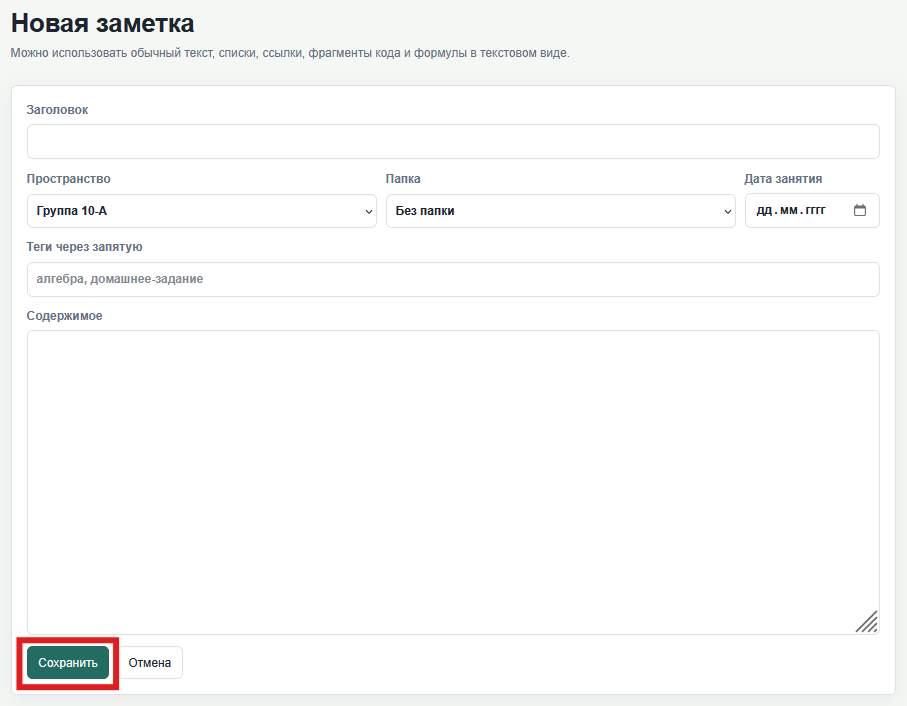 Новая заметка
Можно использовать обычный текст, списки, ссылки, фрагменты кода и формулы в текстовом виде.
Заголовок
Пространство Папка Дата занятия
Группа 10-А Без папки дд.мм.гггг
Теги через запятую
алгебра, домашнее-задание
Содержимое
Сохранить Отмена